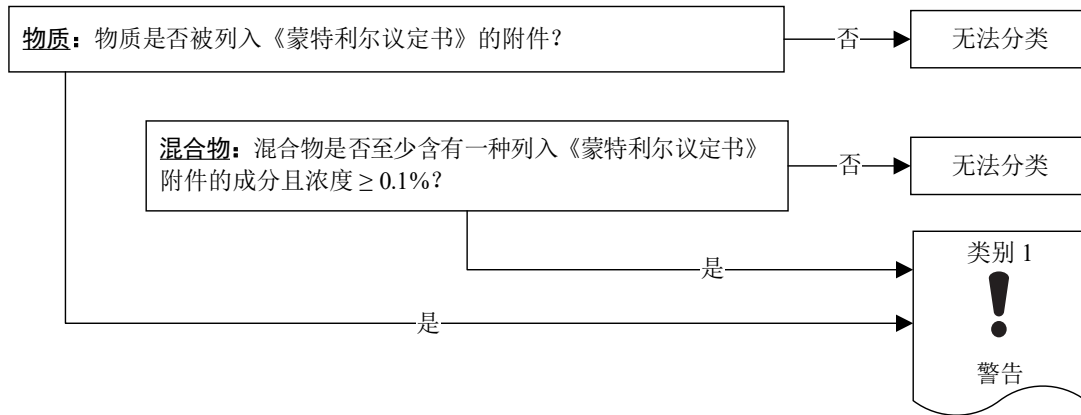 物质：物质是否被列入《蒙特利尔议定书》的附件？
否
无法分类
混合物：混合物是否至少含有一种列入《蒙特利尔议定书》
附件的成分且浓度 ≥ 0.1%？
否
无法分类
类别 1
是
是
警告